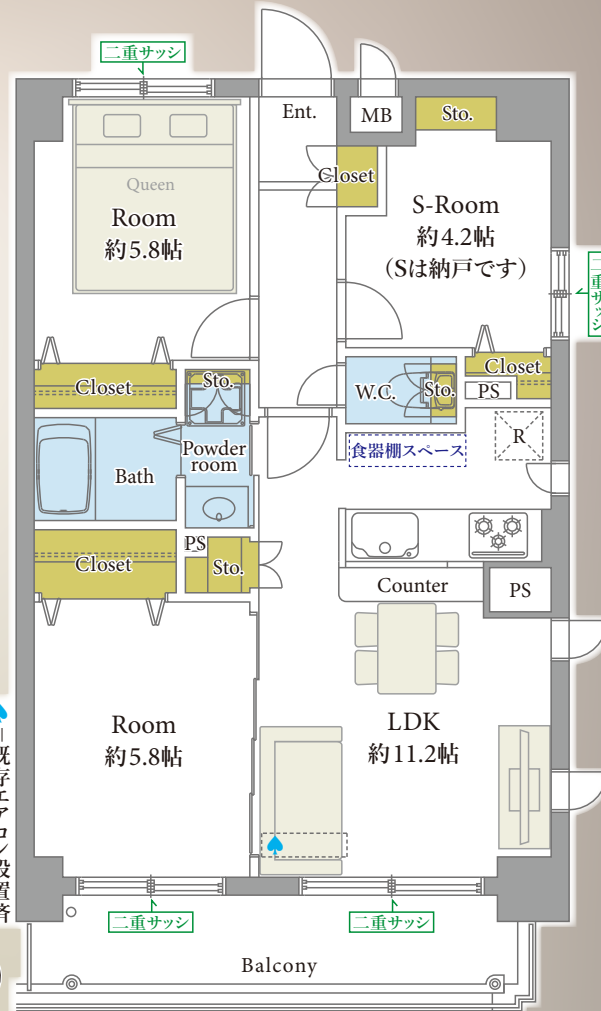 二重サッシ
Ent.
MB
Sto.
Closet
Queen
Room
約5.8帖
S-Room
約4.2帖
（Sは納戸です）
二重サッシ
Closet
Sto.
W.C.
Sto.
Closet
PS
Bath
Powder
room
食器棚スペース
R
Closet
PS
Sto.
Counter
PS
Room
約5.8帖
LDK
約11.2帖
♠=既存エアコン設置済
♠
二重サッシ
二重サッシ
Balcony